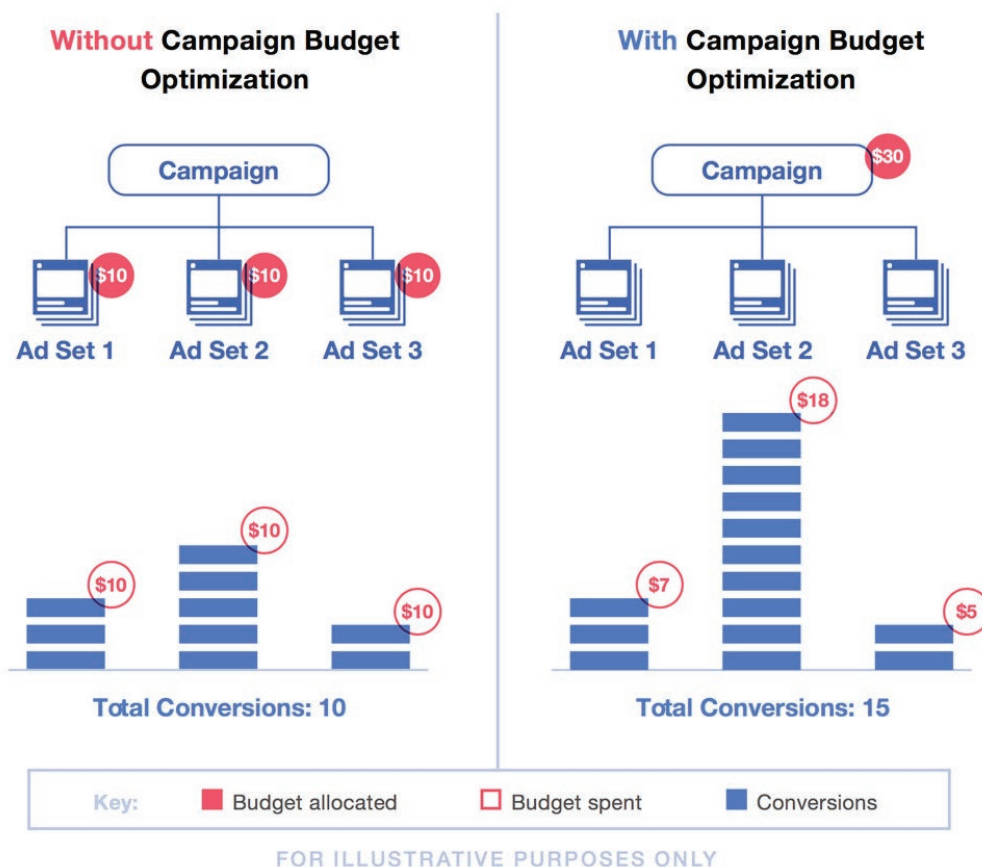 Without Campaign Budget
Optimization
Campaign
$10
$10
$10
Ad Set 1
Ad Set 2
Ad Set 3
$10
$10
$10
Total Conversions: 10
With Campaign Budget
Optimization
Campaign
$30
Ad Set 1
Ad Set 2
Ad Set 3
$18
$7
$5
Total Conversions: 15
Key:
Budget allocated
Budget spent
Conversions
FOR ILLUSTRATIVE PURPOSES ONLY